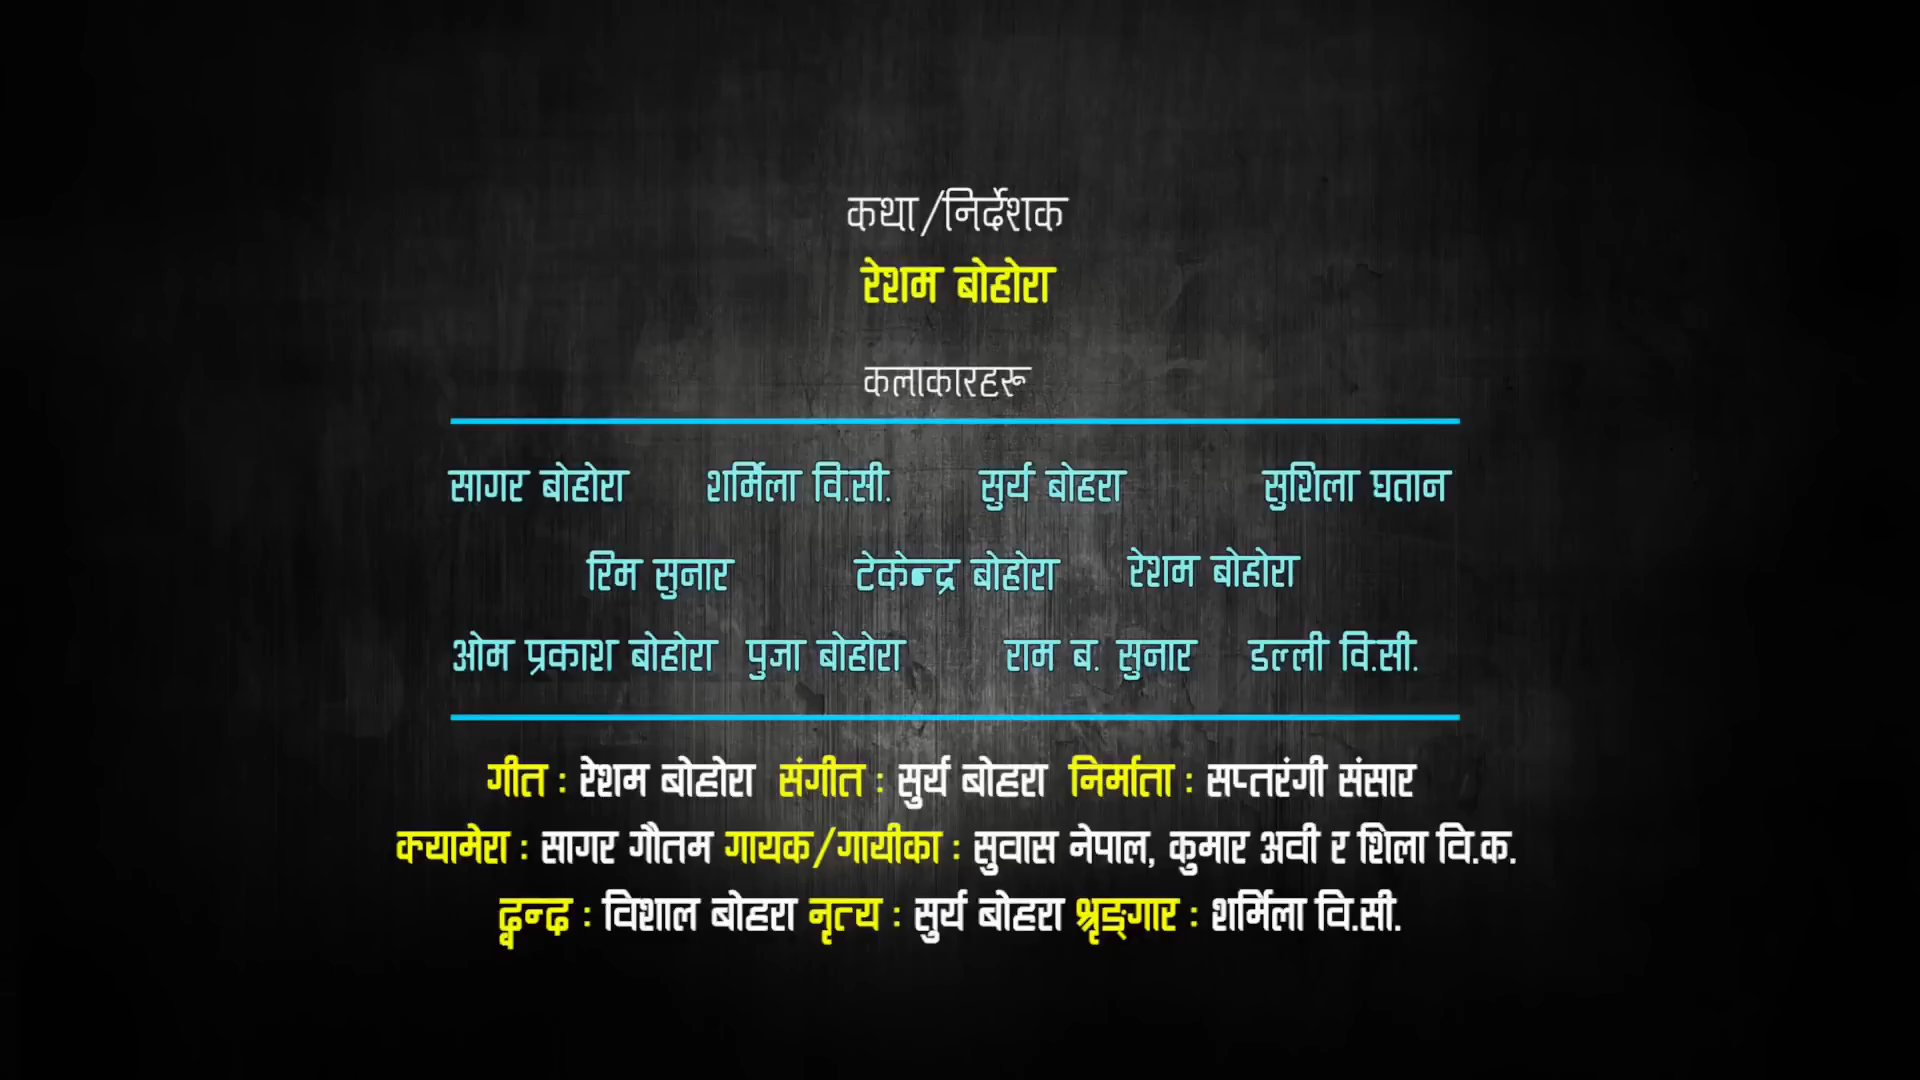 कथा/निर्देशक
रेशम बोहोरा
कलाकारहरू
सागर बोहोरा शर्मिला वि.सी. सुर्य बोहरा सुशिला घतान
रिम सुनार टेकेन्द्र बोहोरा रेशम बोहोरा
ओम प्रकाश बोहोरा पुजा बोहोरा राम ब. सुनार डल्ली वि.सी.
गीत : रेशम बोहोरा संगीत : सुर्य बोहरा निर्माता : सप्तरंगी संसार
क्यामेरा : सागर गौतम गायक/गायीका : सुवास नेपाल, कुमार अवी र शिला वि.क.
द्वन्द : विशाल बोहरा नृत्य : सुर्य बोहरा श्रृङ्गार : शर्मिला वि.सी.